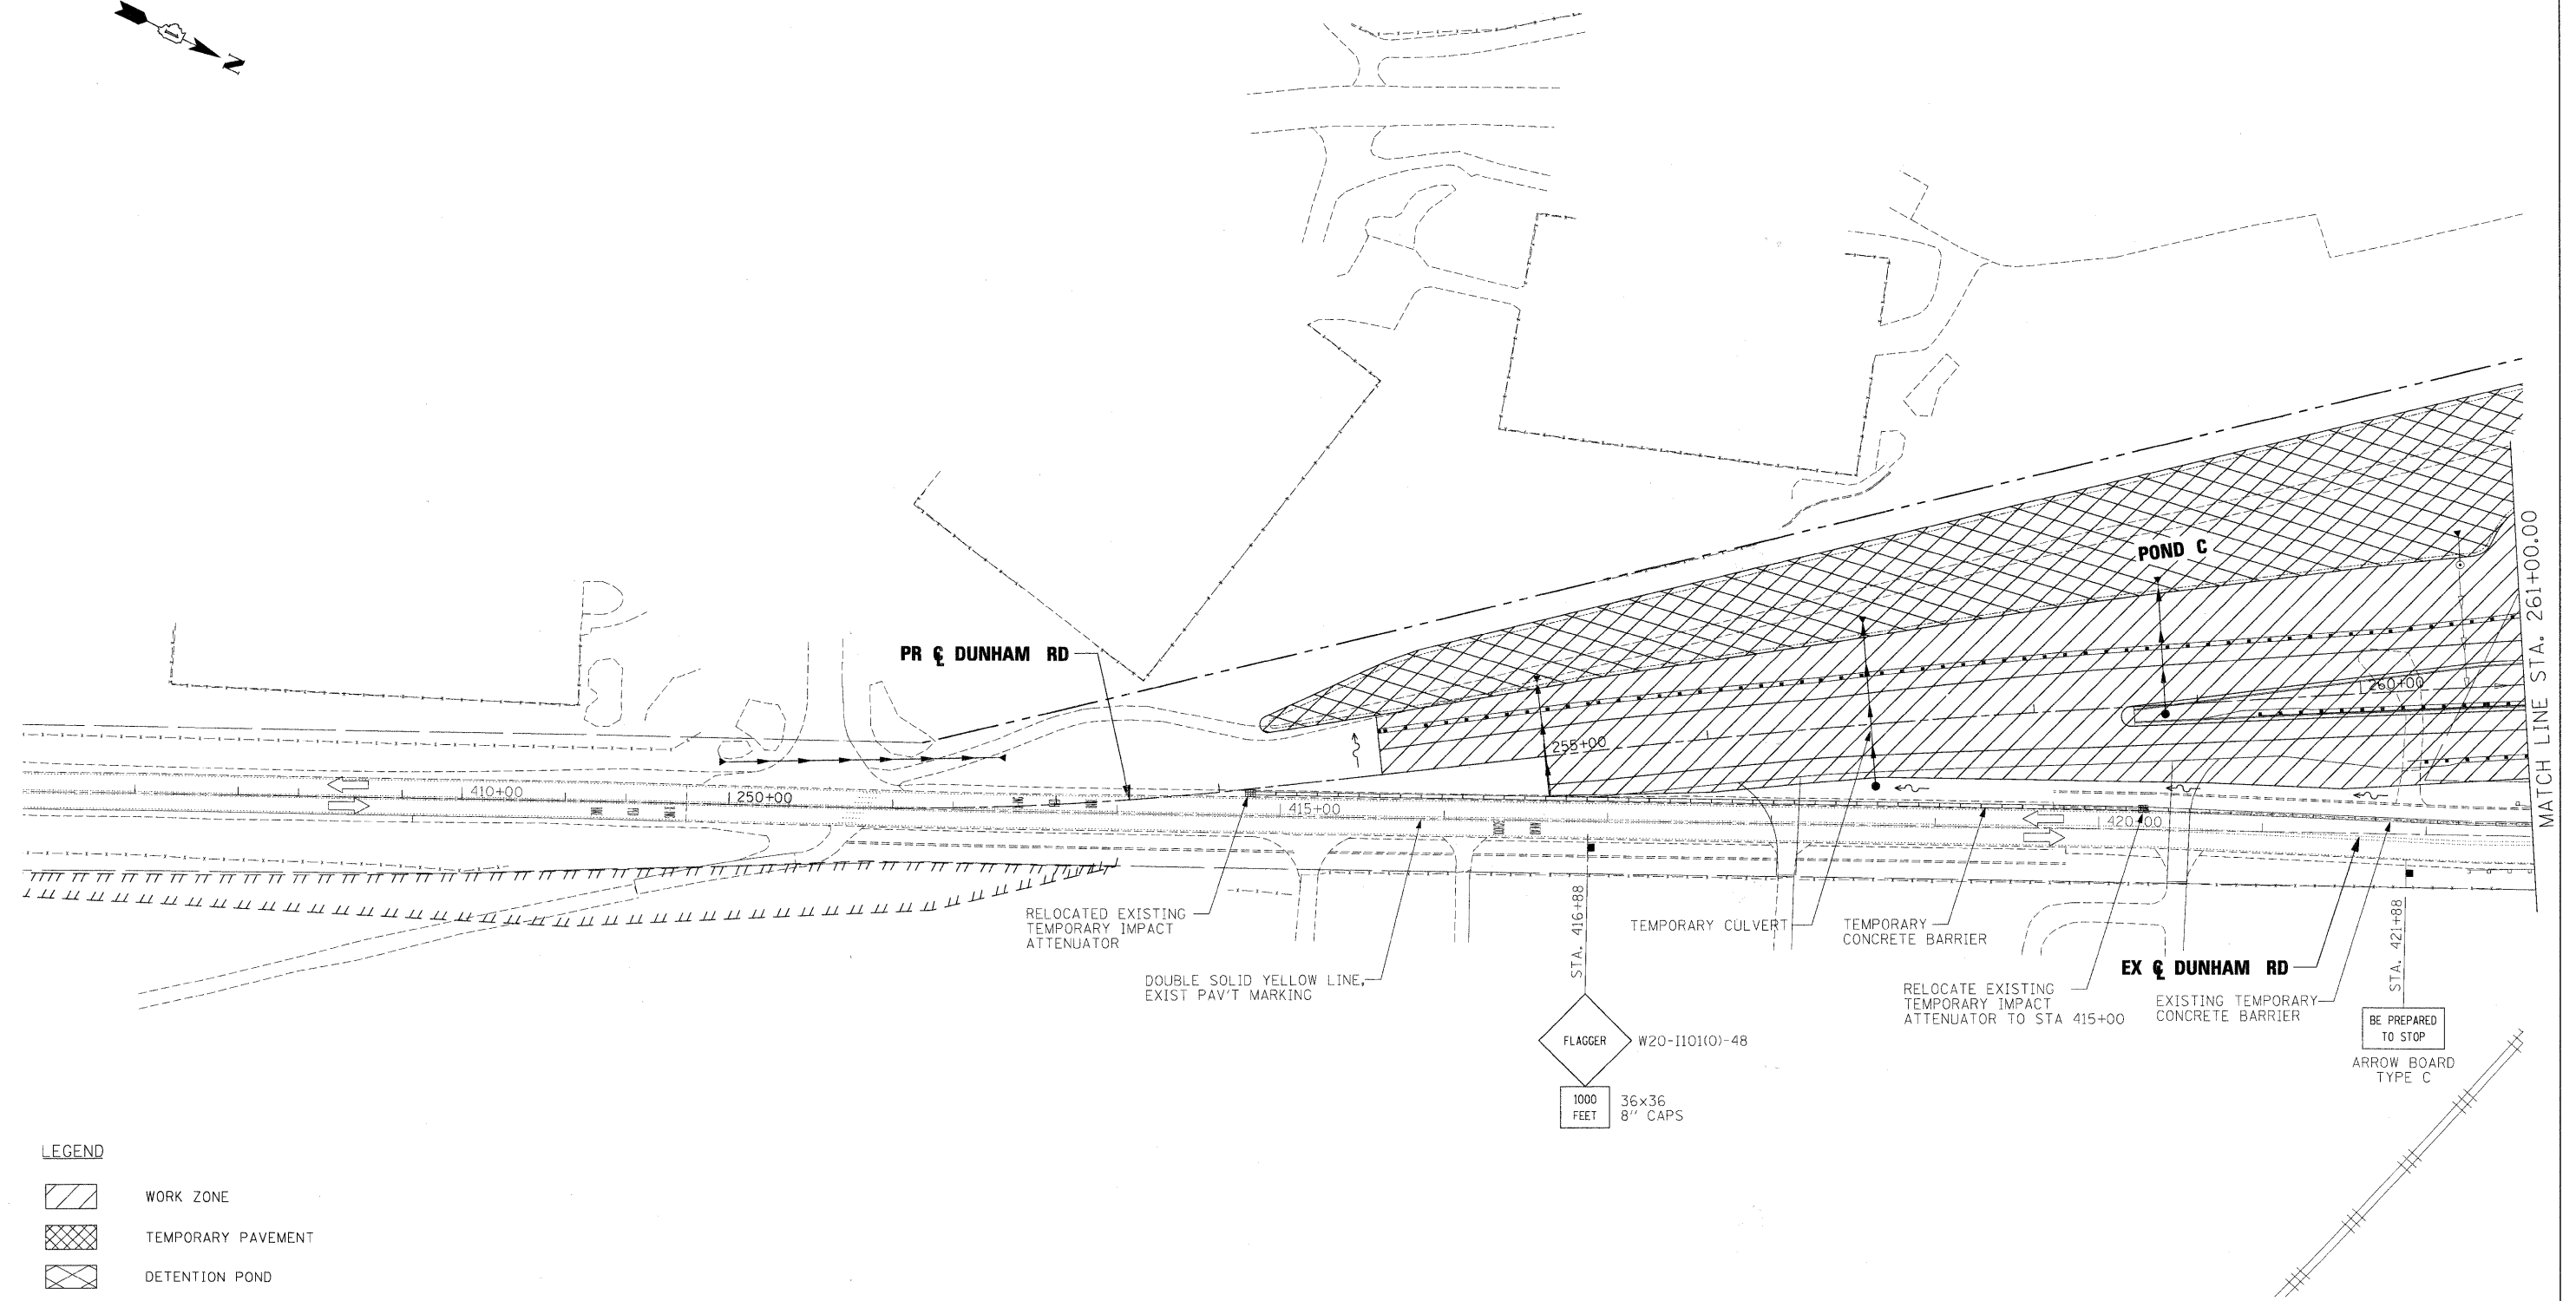 N
POND C
MATCH LINE STA. 261+00.00
PR ℄ DUNHAM RD
260+00
255+00
410+00
250+00
415+00
420+00
RELOCATED EXISTING
TEMPORARY IMPACT
ATTENUATOR
DOUBLE SOLID YELLOW LINE,
EXIST PAV'T MARKING
STA. 416+88
TEMPORARY CULVERT
TEMPORARY
CONCRETE BARRIER
STA. 421+88
EX ℄ DUNHAM RD
RELOCATE EXISTING
TEMPORARY IMPACT
ATTENUATOR TO STA 415+00
EXISTING TEMPORARY
CONCRETE BARRIER
FLAGGER
W20-I101(O)-48
1000
FEET
36x36
8" CAPS
BE PREPARED
TO STOP
ARROW BOARD
TYPE C
LEGEND
WORK ZONE
TEMPORARY PAVEMENT
DETENTION POND